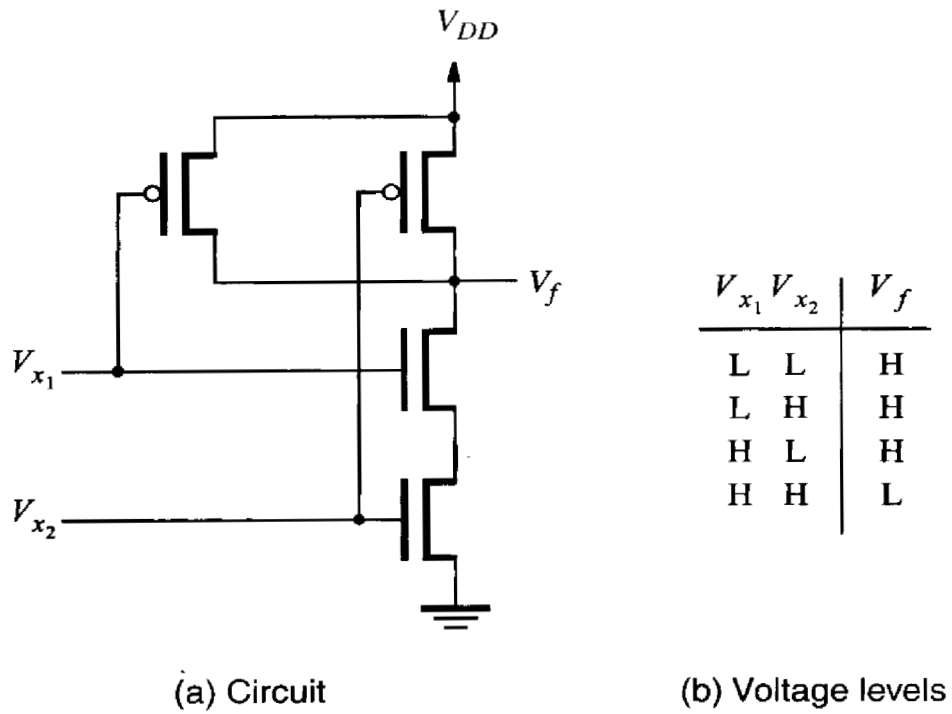 V_DD
V_f
V_x1
V_x2
V_x1 V_x2 V_f
L L H
L H H
H L H
H H L
(a) Circuit
(b) Voltage levels